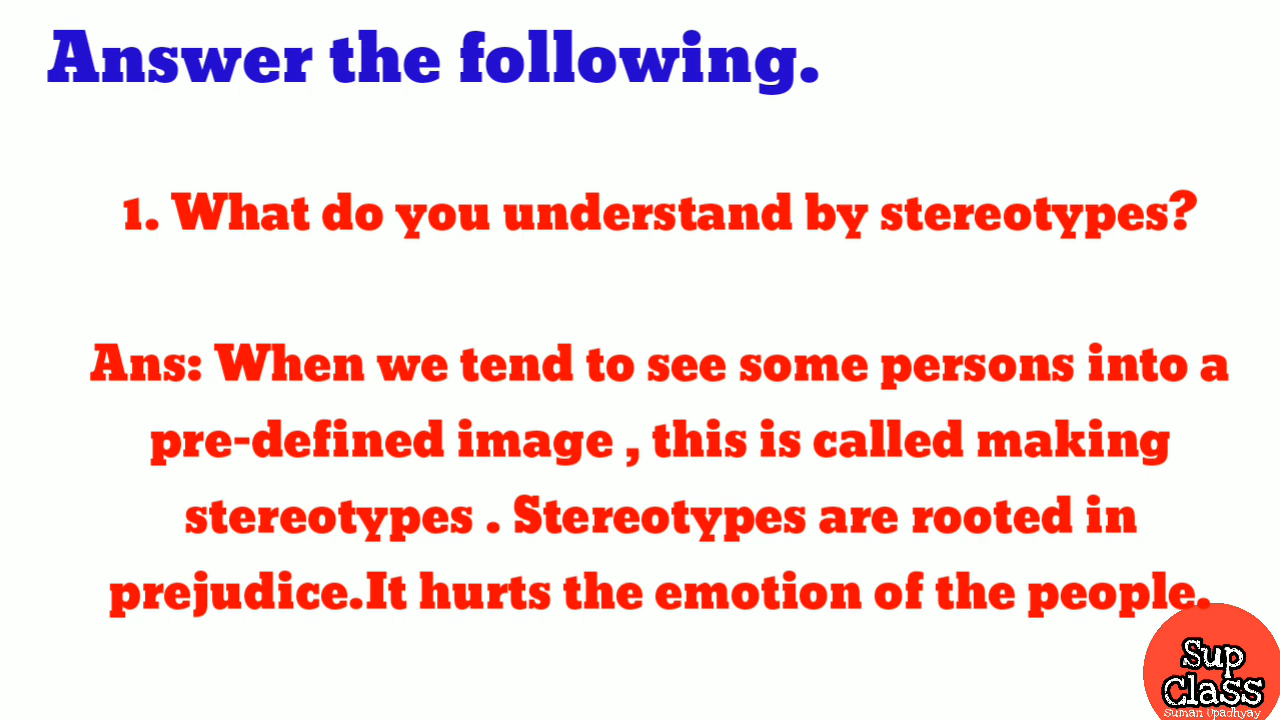 Answer the following.
1. What do you understand by stereotypes?
Ans: When we tend to see some persons into a
pre-defined image , this is called making
stereotypes . Stereotypes are rooted in
prejudice.It hurts the emotion of the people.
Sup
Class
Suman Upadhyay